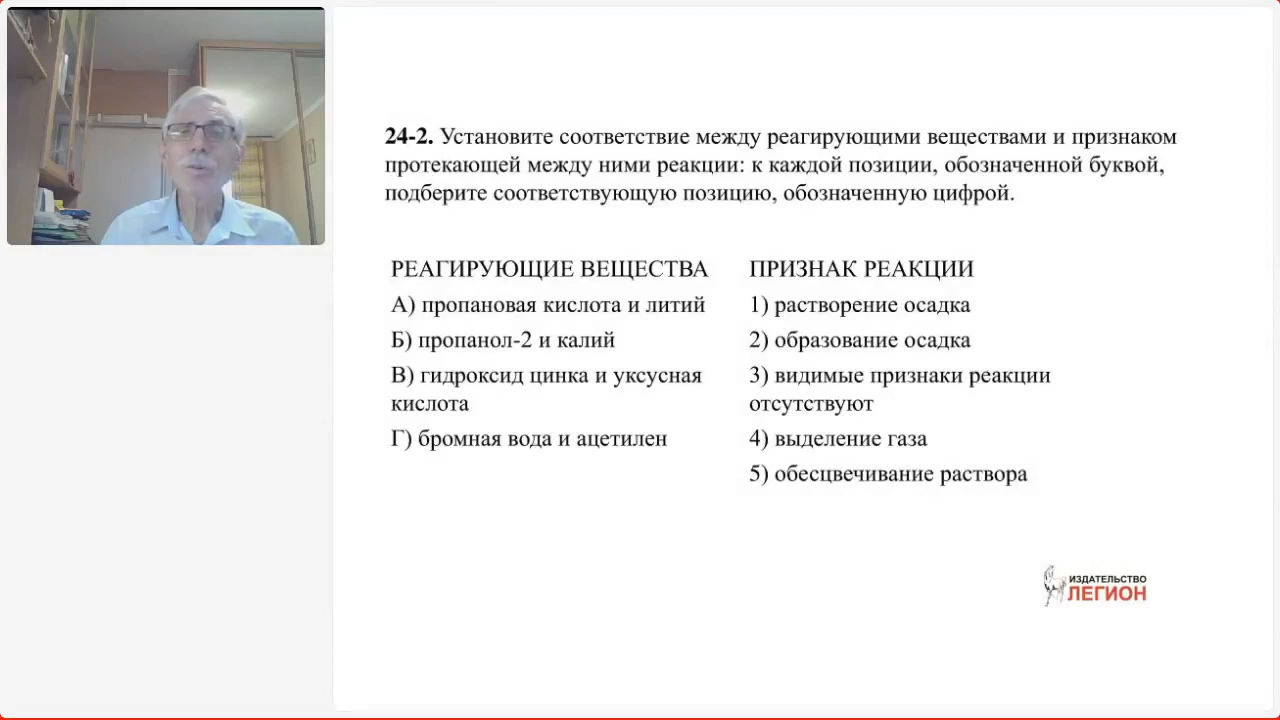 24-2. Установите соответствие между реагирующими веществами и признаком
протекающей между ними реакции: к каждой позиции, обозначенной буквой,
подберите соответствующую позицию, обозначенную цифрой.
РЕАГИРУЮЩИЕ ВЕЩЕСТВА
А) пропановая кислота и литий
Б) пропанол-2 и калий
В) гидроксид цинка и уксусная
кислота
Г) бромная вода и ацетилен
ПРИЗНАК РЕАКЦИИ
1) растворение осадка
2) образование осадка
3) видимые признаки реакции
отсутствуют
4) выделение газа
5) обесцвечивание раствора
ИЗДАТЕЛЬСТВО
ЛЕГИОН